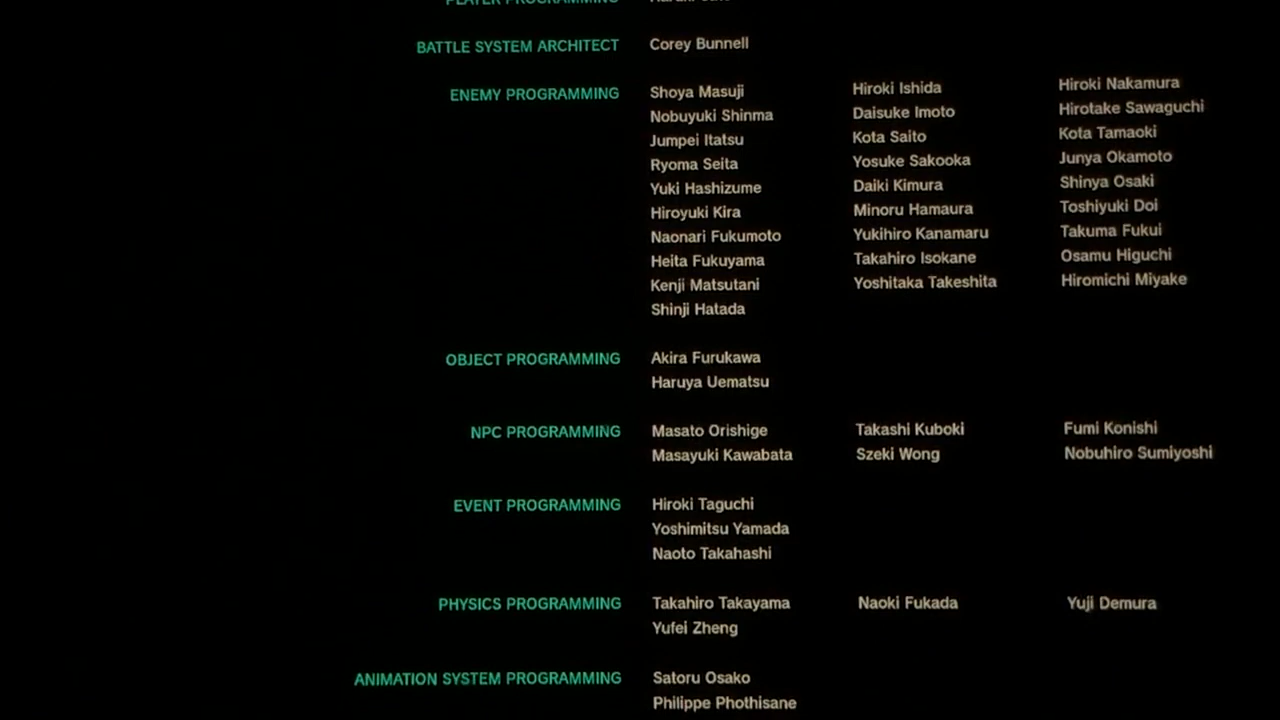 PLAYER PROGRAMMING
BATTLE SYSTEM ARCHITECT Corey Bunnell
ENEMY PROGRAMMING Shoya Masuji Hiroki Ishida Hiroki Nakamura
Nobuyuki Shinma Daisuke Imoto Hirotake Sawaguchi
Jumpei Itatsu Kota Saito Kota Tamaoki
Ryoma Seita Yosuke Sakooka Junya Okamoto
Yuki Hashizume Daiki Kimura Shinya Osaki
Hiroyuki Kira Minoru Hamaura Toshiyuki Doi
Naonari Fukumoto Yukihiro Kanamaru Takuma Fukui
Heita Fukuyama Takahiro Isokane Osamu Higuchi
Kenji Matsutani Yoshitaka Takeshita Hiromichi Miyake
Shinji Hatada
OBJECT PROGRAMMING Akira Furukawa
Haruya Uematsu
NPC PROGRAMMING Masato Orishige Takashi Kuboki Fumi Konishi
Masayuki Kawabata Szeki Wong Nobuhiro Sumiyoshi
EVENT PROGRAMMING Hiroki Taguchi
Yoshimitsu Yamada
Naoto Takahashi
PHYSICS PROGRAMMING Takahiro Takayama Naoki Fukada Yuji Demura
Yufei Zheng
ANIMATION SYSTEM PROGRAMMING Satoru Osako
Philippe Phothisane